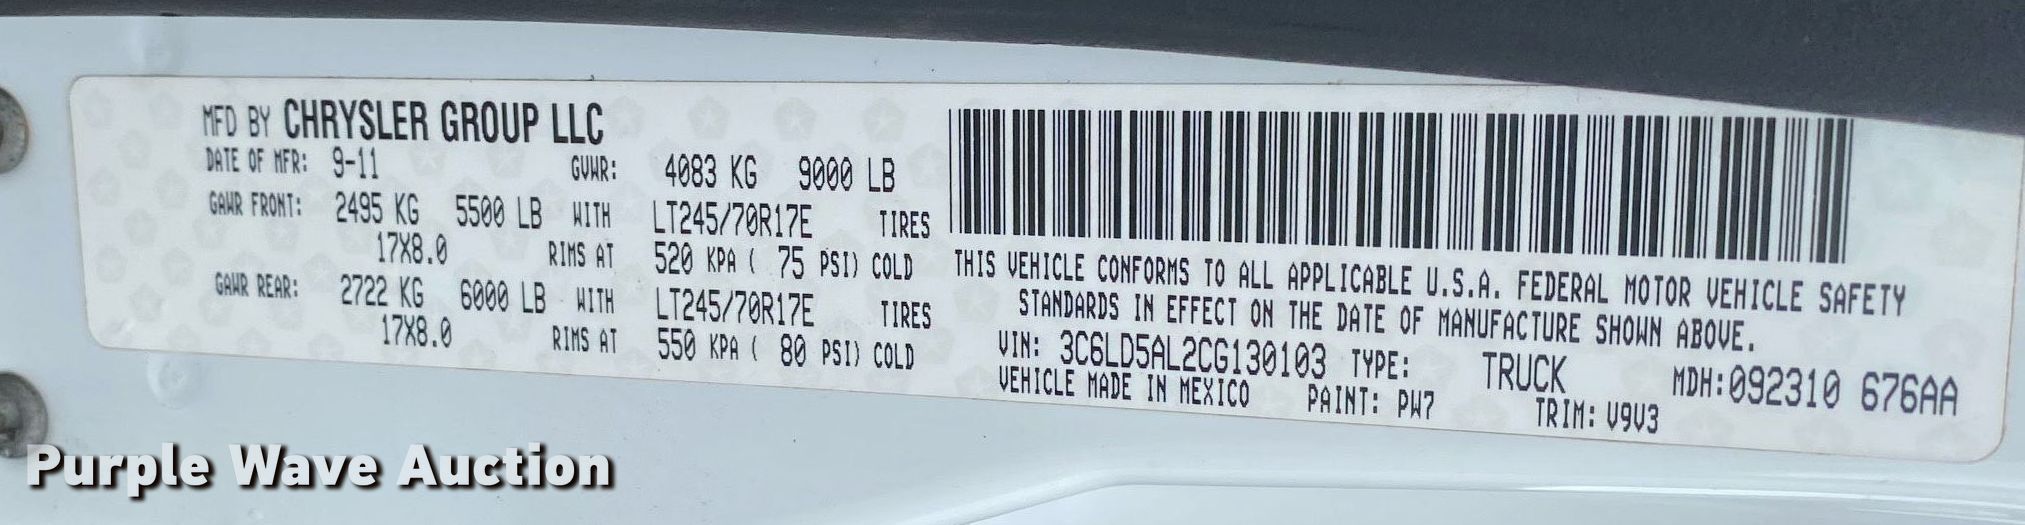 MFD BY CHRYSLER GROUP LLC
DATE OF MFR: 9-11 GVWR: 4083 KG 9000 LB
GAWR FRONT: 2495 KG 5500 LB WITH LT245/70R17E TIRES
17X8.0 RIMS AT 520 KPA ( 75 PSI) COLD
GAWR REAR: 2722 KG 6000 LB WITH LT245/70R17E TIRES
17X8.0 RIMS AT 550 KPA ( 80 PSI) COLD
THIS VEHICLE CONFORMS TO ALL APPLICABLE U.S.A. FEDERAL MOTOR VEHICLE SAFETY
STANDARDS IN EFFECT ON THE DATE OF MANUFACTURE SHOWN ABOVE.
VIN: 3C6LD5AL2CG130103 TYPE: TRUCK MDH:092310 676AA
VEHICLE MADE IN MEXICO PAINT: PW7 TRIM: V9V3
Purple Wave Auction